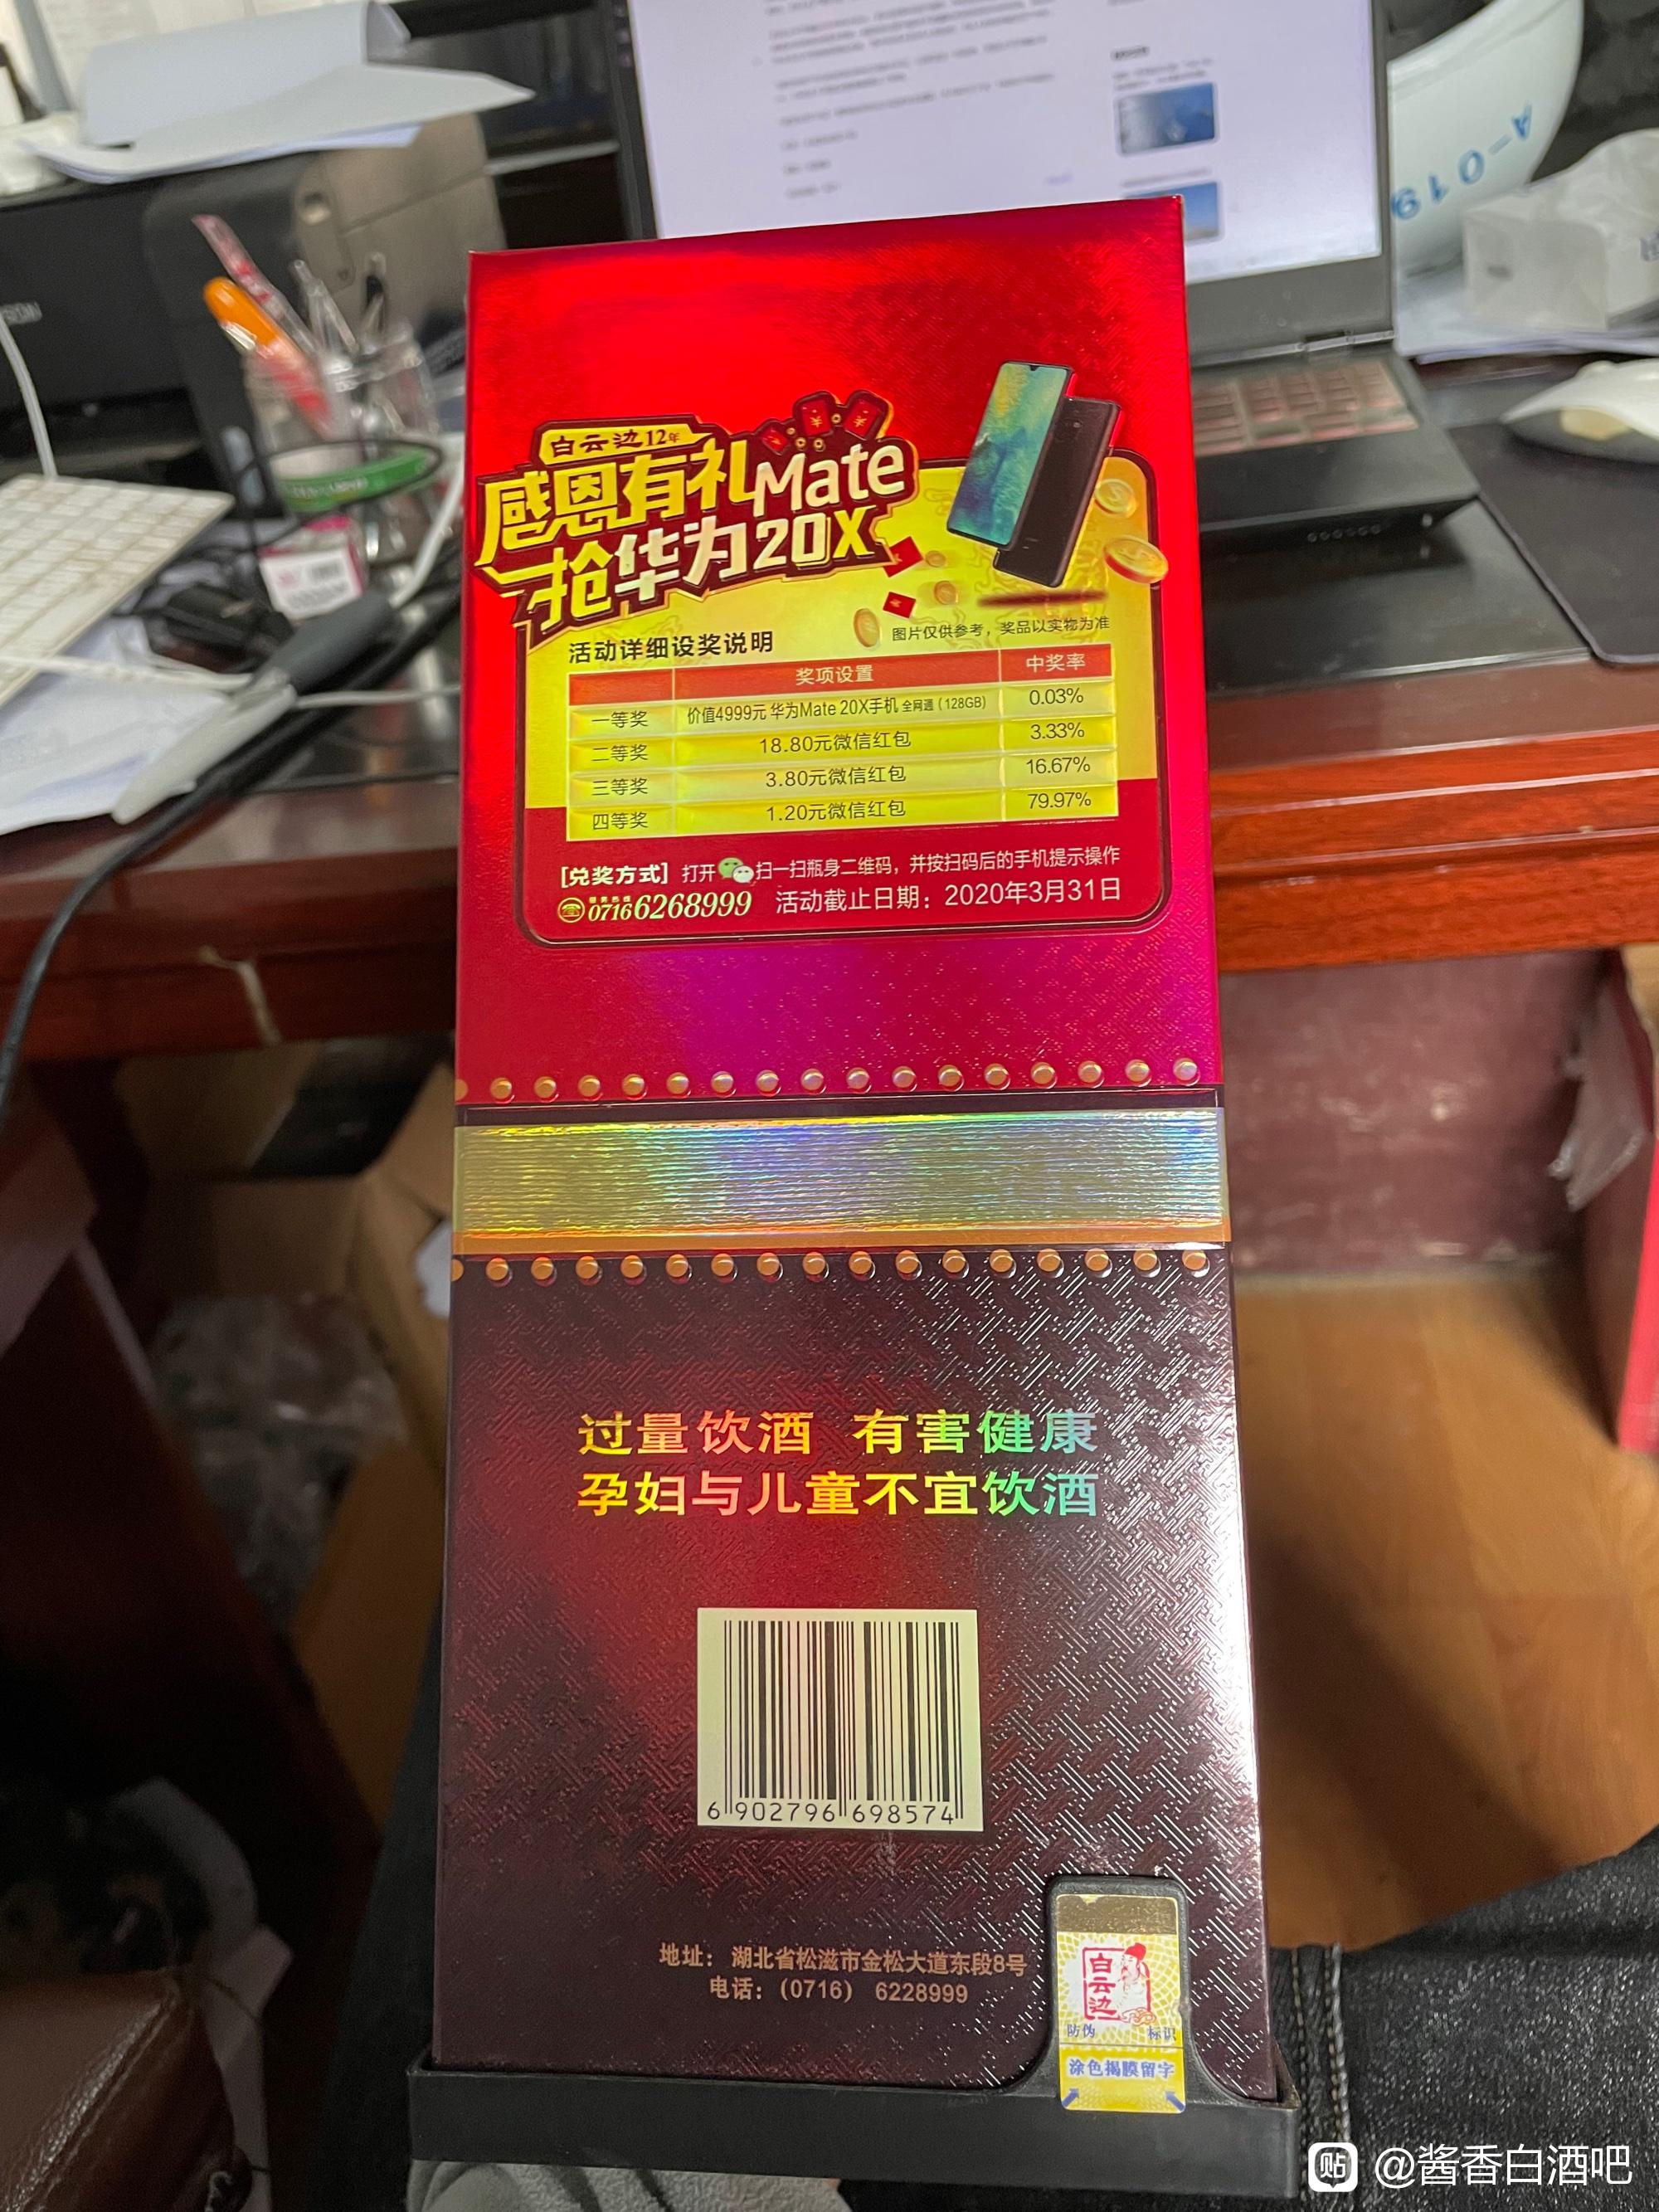 A-019
白云边12年
感恩有礼Mate
抢华为20X
图片仅供参考，奖品以实物为准
活动详细设奖说明
奖项设置 中奖率
一等奖 价值4999元 华为Mate 20X手机 全网通（128GB） 0.03%
二等奖 18.80元微信红包 3.33%
三等奖 3.80元微信红包 16.67%
四等奖 1.20元微信红包 79.97%
[兑奖方式] 打开扫一扫瓶身二维码，并按扫码后的手机提示操作
07166268999 活动截止日期：2020年3月31日
过量饮酒 有害健康
孕妇与儿童不宜饮酒
6 902796 698574
地址：湖北省松滋市金松大道东段8号
电话：（0716） 6228999
白云边
防伪 标识
涂色揭膜留字
贴 @酱香白酒吧